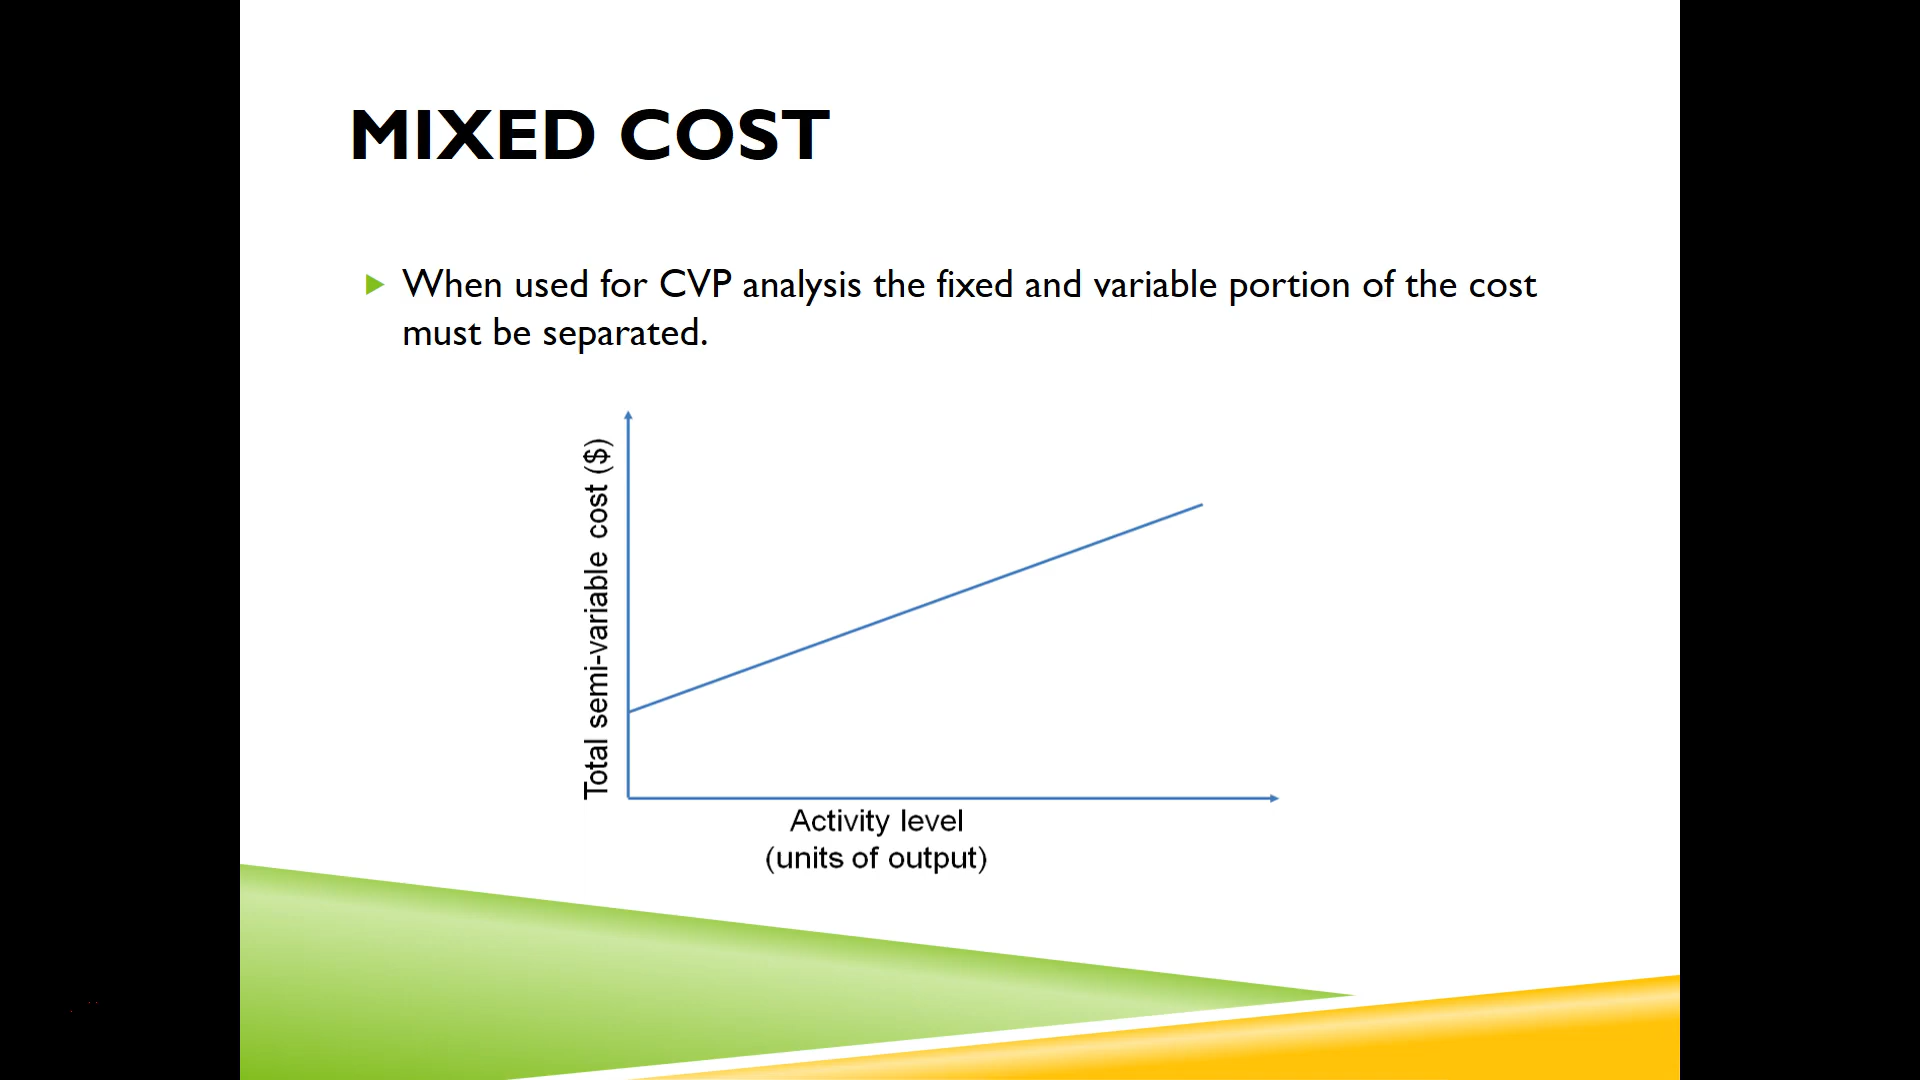 MIXED COST
When used for CVP analysis the fixed and variable portion of the cost
must be separated.
Total semi-variable cost ($)
Activity level
(units of output)